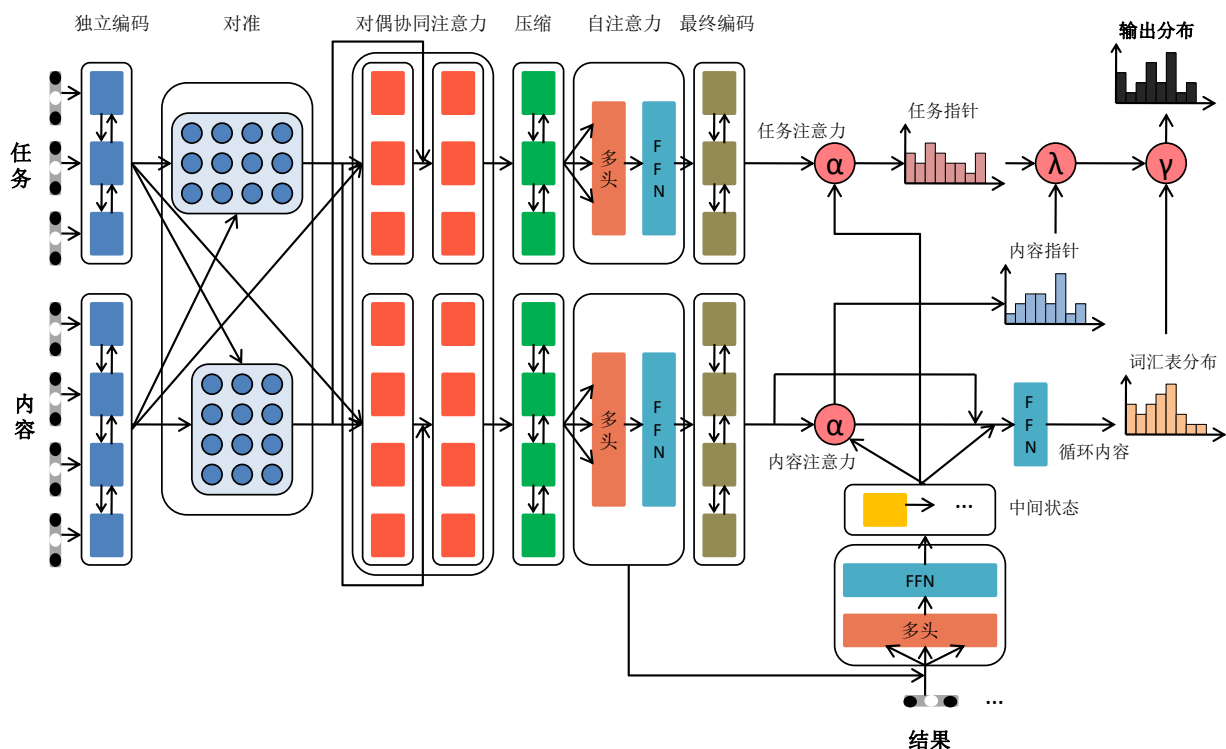 独立编码
对准
对偶协同注意力
压缩
自注意力
最终编码
输出分布
任务
多头
FFN
任务注意力
α
任务指针
λ
γ
内容指针
内容
多头
FFN
α
内容注意力
FFN
循环内容
词汇表分布
...
中间状态
FFN
多头
...
结果